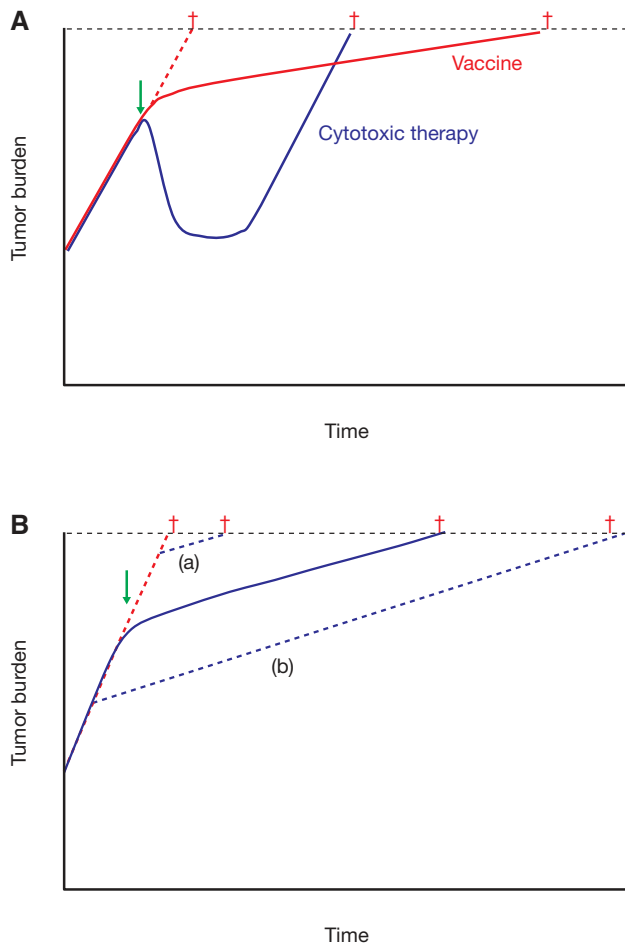 A
† † †
Vaccine
Cytotoxic therapy
Tumor burden
Time
B
† † † †
(a)
(b)
Tumor burden
Time